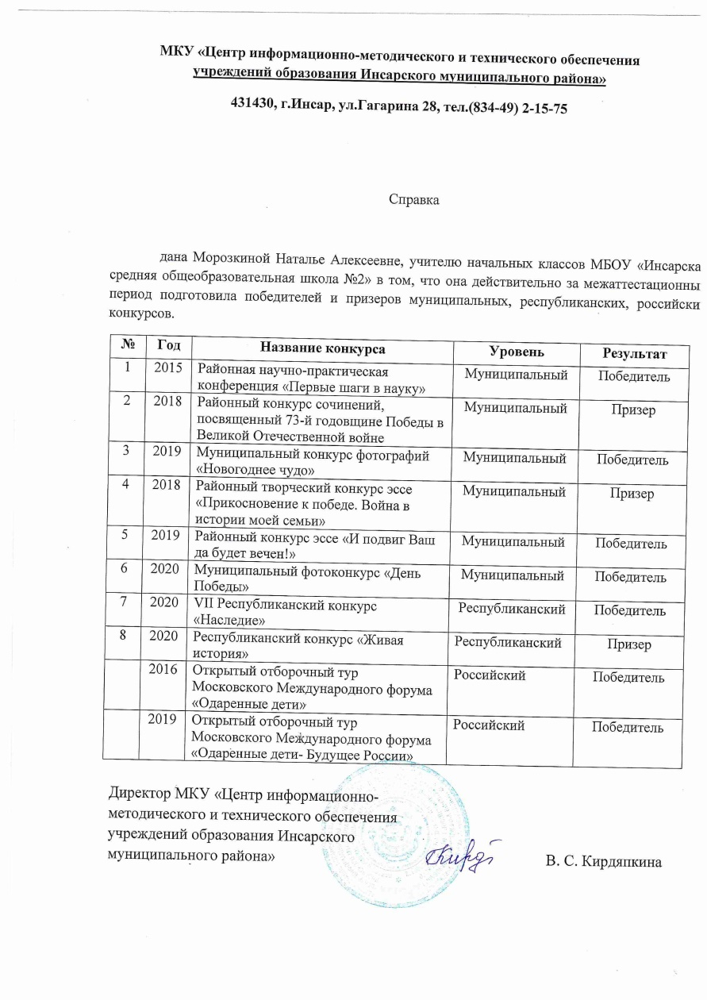 МКУ «Центр информационно-методического и технического обеспечения
учреждений образования Инсарского муниципального района»
431430, г.Инсар, ул.Гагарина 28, тел.(834-49) 2-15-75
Справка
дана Морозкиной Наталье Алексеевне, учителю начальных классов МБОУ «Инсарска
средняя общеобразовательная школа №2» в том, что она действительно за межаттестационны
период подготовила победителей и призеров муниципальных, республиканских, российски
конкурсов.
№ Год Название конкурса Уровень Результат
1 2015 Районная научно-практическая Муниципальный Победитель
конференция «Первые шаги в науку»
2 2018 Районный конкурс сочинений, Муниципальный Призер
посвященный 73-й годовщине Победы в
Великой Отечественной войне
3 2019 Муниципальный конкурс фотографий Муниципальный Победитель
«Новогоднее чудо»
4 2018 Районный творческий конкурс эссе Муниципальный Призер
«Прикосновение к победе. Война в
истории моей семьи»
5 2019 Районный конкурс эссе «И подвиг Ваш Муниципальный Победитель
да будет вечен!»
6 2020 Муниципальный фотоконкурс «День Муниципальный Победитель
Победы»
7 2020 VII Республиканский конкурс Республиканский Победитель
«Наследие»
8 2020 Республиканский конкурс «Живая Республиканский Призер
история»
2016 Открытый отборочный тур Российский Победитель
Московского Международного форума
«Одаренные дети»
2019 Открытый отборочный тур Российский Победитель
Московского Международного форума
«Одаренные дети- Будущее России»
Директор МКУ «Центр информационно-
методического и технического обеспечения
учреждений образования Инсарского
муниципального района» В. С. Кирдяпкина